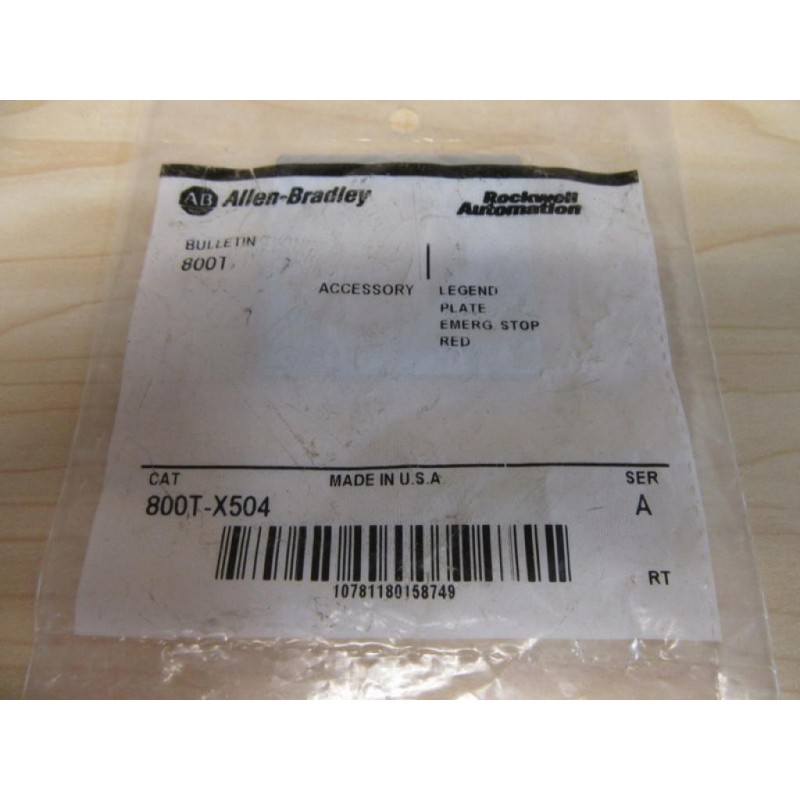 AB Allen-Bradley
Rockwell
Automation
BULLETIN
800T
ACCESSORY LEGEND
PLATE
EMERG. STOP
RED
CAT MADE IN U.S.A SER
800T-X504 A
10781180158749
RT